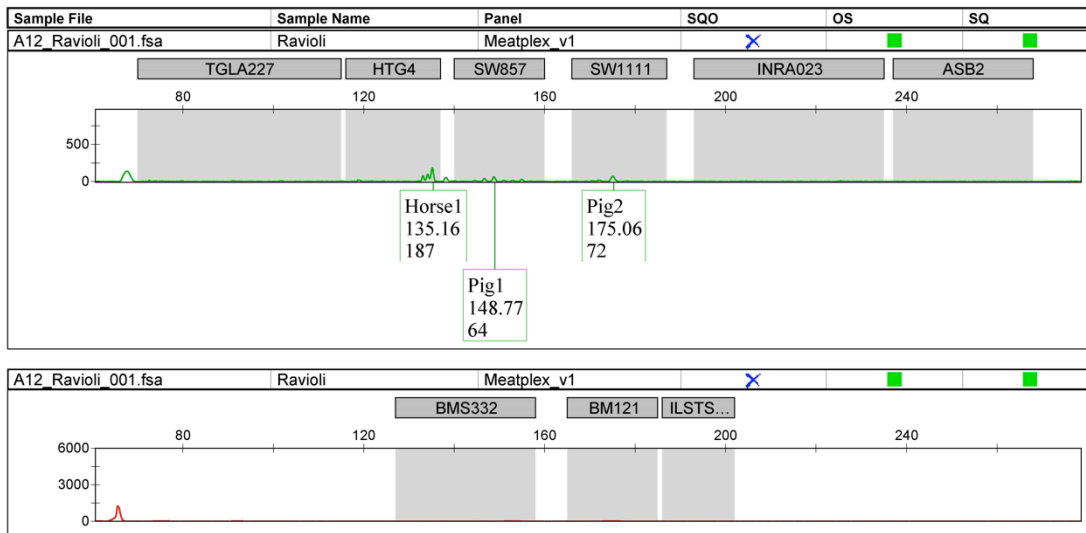 Sample File Sample Name Panel SQO OS SQ
A12_Ravioli_001.fsa Ravioli Meatplex_v1
TGLA227 HTG4 SW857 SW1111 INRA023 ASB2
80 120 160 200 240
500
0
Horse1
135.16
187
Pig2
175.06
72
Pig1
148.77
64
A12_Ravioli_001.fsa Ravioli Meatplex_v1
BMS332 BM121 ILSTS...
80 120 160 200 240
6000
3000
0